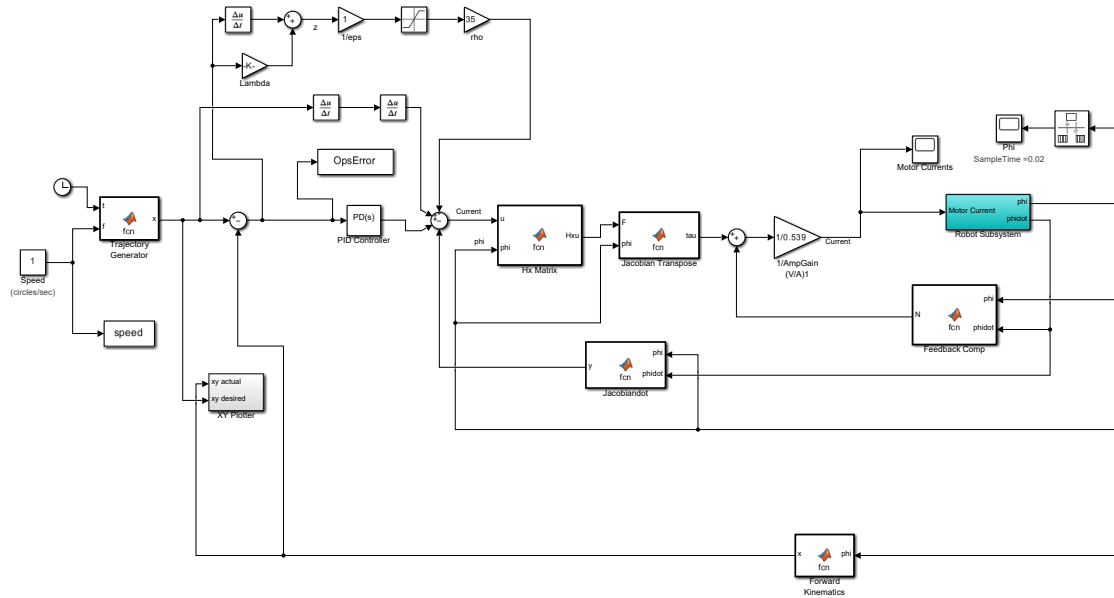 Δu
Δt
z
1
1/eps
35
rho
-K-
Lambda
Δu
Δt
Δu
Δt
OpsError
Phi
SampleTime =0.02
Motor Currents
t
f
x
fcn
Trajectory
Generator
1
Speed
(circles/sec)
speed
PD(s)
PID Controller
Current
u
phi
Hxu
fcn
Hx Matrix
phi
F
phi
tau
fcn
Jacobian Transpose
1/0.539
1/AmpGain
(V/A)1
Current
Motor Current
phi
phidot
Robot Subsystem
N
phi
phidot
fcn
Feedback Comp
y
phi
phidot
fcn
Jacobiandot
xy actual
xy desired
XY Plotter
x
phi
fcn
Forward
Kinematics